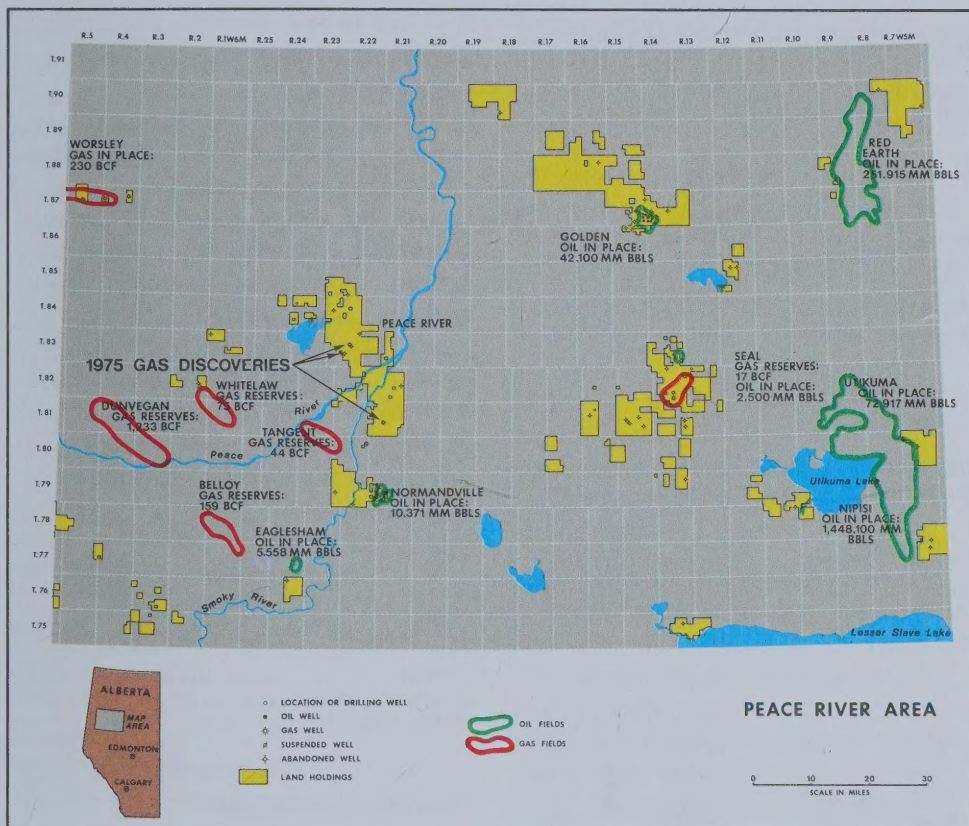 R.5 R.4 R.3 R.2 R.1W6M R.25 R.24 R.23 R.22 R.21 R.20 R.19 R.18 R.17 R.16 R.15 R.14 R.13 R.12 R.11 R.10 R.9 R.8 R.7W5M
T.91
T.90
T.89
T.88
T.87
T.86
T.85
T.84
T.83
T.82
T.81
T.80
T.79
T.78
T.77
T.76
T.75
WORSLEY
GAS IN PLACE:
230 BCF
RED
EARTH
OIL IN PLACE:
251.915 MM BBLS
GOLDEN
OIL IN PLACE:
42.100 MM BBLS
PEACE RIVER
1975 GAS DISCOVERIES
SEAL
GAS RESERVES:
17 BCF
OIL IN PLACE:
2.500 MM BBLS
UTIKUMA
OIL IN PLACE:
72.917 MM BBLS
WHITELAW
GAS RESERVES:
75 BCF
DUNVEGAN
GAS RESERVES:
1,233 BCF
TANGENT
GAS RESERVES:
44 BCF
Peace River
BELLOY
GAS RESERVES:
159 BCF
NORMANDVILLE
OIL IN PLACE:
10.371 MM BBLS
Utikuma Lake
NIPISI
OIL IN PLACE:
1,448,100 MM
BBLS
EAGLESHAM
OIL IN PLACE:
5.558 MM BBLS
Smoky River
Lesser Slave Lake
ALBERTA
MAP
AREA
EDMONTON
CALGARY
LOCATION OR DRILLING WELL
OIL WELL
GAS WELL
SUSPENDED WELL
ABANDONED WELL
LAND HOLDINGS
OIL FIELDS
GAS FIELDS
PEACE RIVER AREA
0 10 20 30
SCALE IN MILES